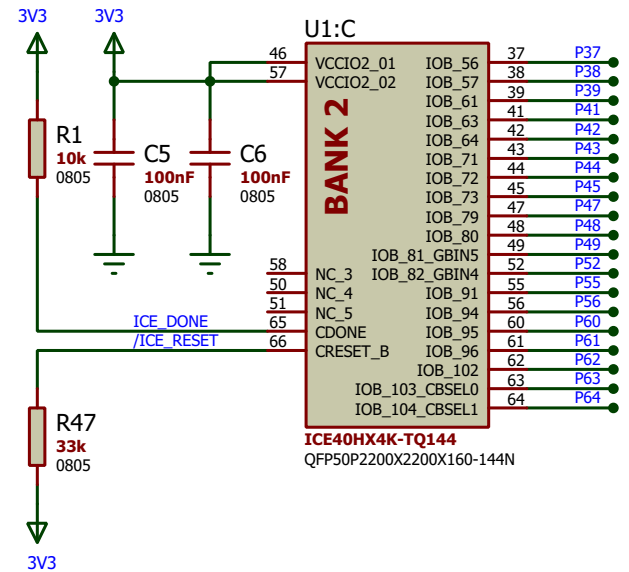 3V3
3V3
U1:C
46
VCCIO2_01
IOB_56
37
P37
57
VCCIO2_02
IOB_57
38
P38
IOB_61
39
P39
IOB_63
41
P41
IOB_64
42
P42
IOB_71
43
P43
IOB_72
44
P44
IOB_73
45
P45
IOB_79
47
P47
IOB_80
48
P48
IOB_81_GBIN5
49
P49
58
NC_3
IOB_82_GBIN4
52
P52
50
NC_4
IOB_91
55
P55
51
NC_5
IOB_94
56
P56
ICE_DONE
65
CDONE
IOB_95
60
P60
/ICE_RESET
66
CRESET_B
IOB_96
61
P61
IOB_102
62
P62
IOB_103_CBSEL0
63
P63
IOB_104_CBSEL1
64
P64
BANK 2
R1
10k
0805
C5
100nF
0805
C6
100nF
0805
R47
33k
0805
3V3
ICE40HX4K-TQ144
QFP50P2200X2200X160-144N